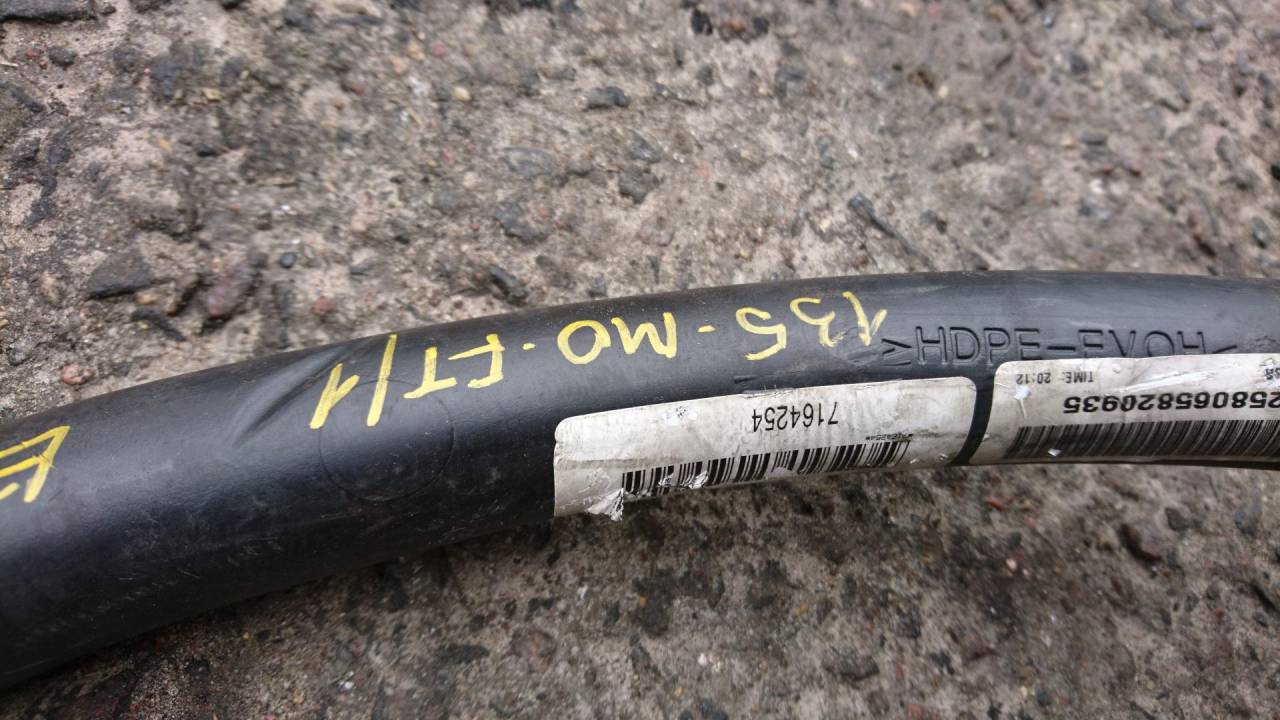 135-MO.FT/1
>HDPE-EVOH<
7164254
TIME: 20:12
258065820935